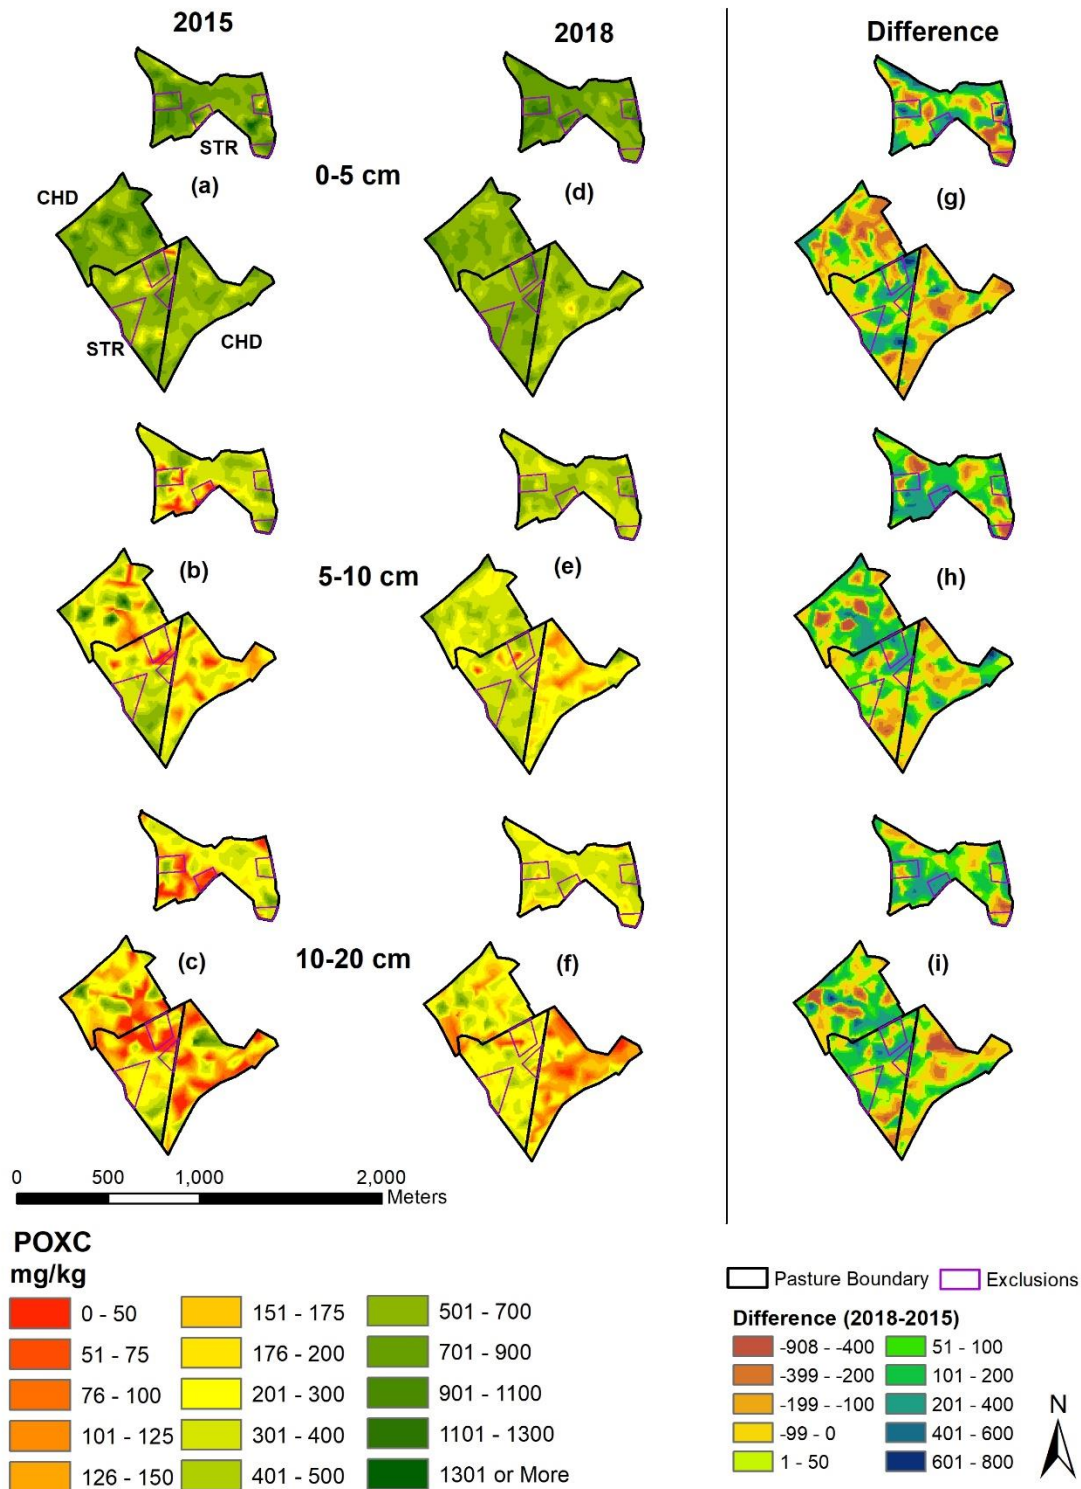 2015
2018
Difference
STR
(a)
0-5 cm
(d)
(g)
CHD
STR
CHD
(b)
5-10 cm
(e)
(h)
(c)
10-20 cm
(f)
(i)
0 500 1,000 2,000
Meters
POXC
mg/kg
0 - 50
51 - 75
76 - 100
101 - 125
126 - 150
151 - 175
176 - 200
201 - 300
301 - 400
401 - 500
501 - 700
701 - 900
901 - 1100
1101 - 1300
1301 or More
Pasture Boundary
Exclusions
Difference (2018-2015)
-908 - -400
-399 - -200
-199 - -100
-99 - 0
1 - 50
51 - 100
101 - 200
201 - 400
401 - 600
601 - 800
N